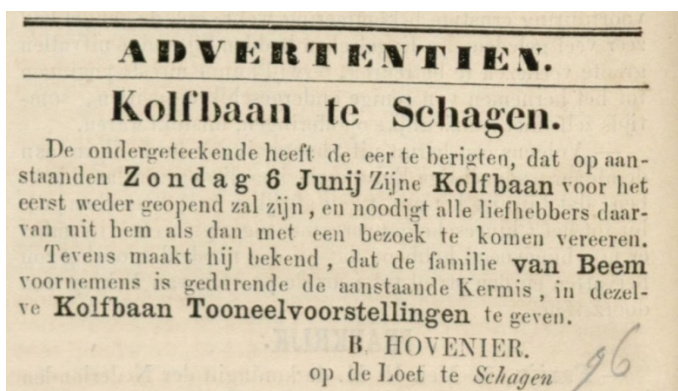 ADVERTENTIEN.
Kolfbaan te Schagen.
De ondergeteekende heeft de eer te berigten, dat op aan-
staanden Zondag 6 Junij Zijne Kolfbaan voor het
eerst weder geopend zal zijn, en noodigt alle liefhebbers daar-
van uit hem als dan met een bezoek te komen vereeren.
Tevens maakt hij bekend, dat de familie van Beem
voornemens is gedurende de aanstaande Kermis, in dezel-
ve Kolfbaan Tooneelvoorstellingen te geven.
B. HOVENIER.
op de Loet te Schagen
96